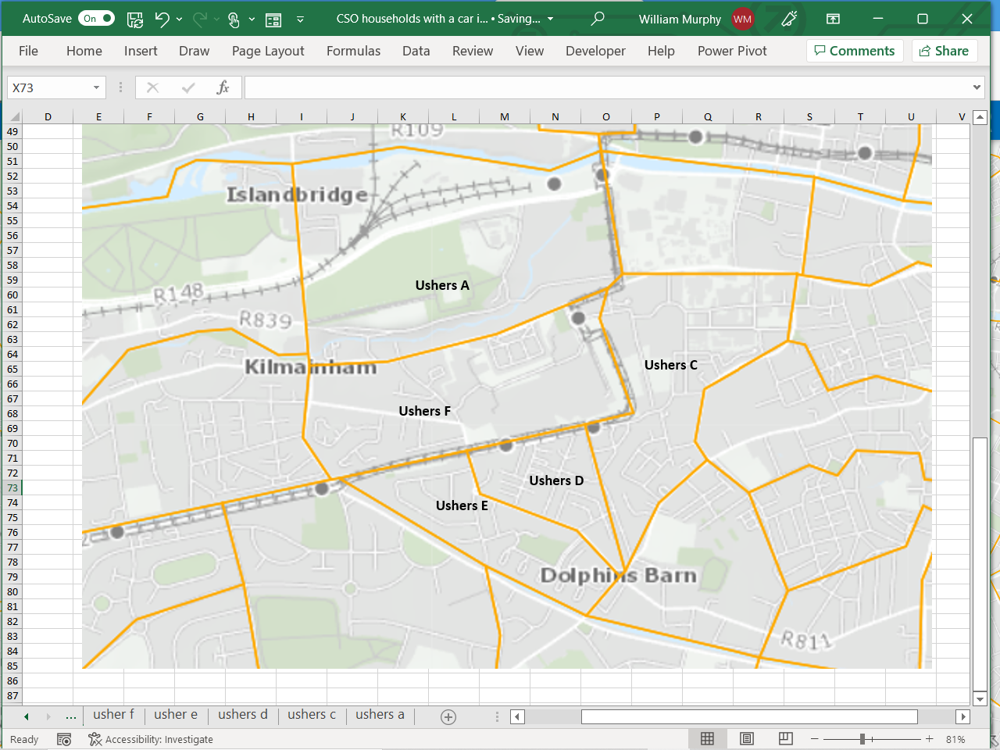 AutoSave On CSO households with a car i... • Saving... William Murphy WM
File Home Insert Draw Page Layout Formulas Data Review View Developer Help Power Pivot Comments Share
X73 fx
D E F G H I J K L M N O P Q R S T U V
49
50
51
52
53
54
55
56
57
58
59
60
61
62
63
64
65
66
67
68
69
70
71
72
73
74
75
76
77
78
79
80
81
82
83
84
85
86
87
R109
Islandbridge
Ushers A
R148
R839
Kilmainham
Ushers C
Ushers F
Ushers D
Ushers E
Dolphins Barn
R811
... usher f usher e ushers d ushers c ushers a
Ready Accessibility: Investigate 81%